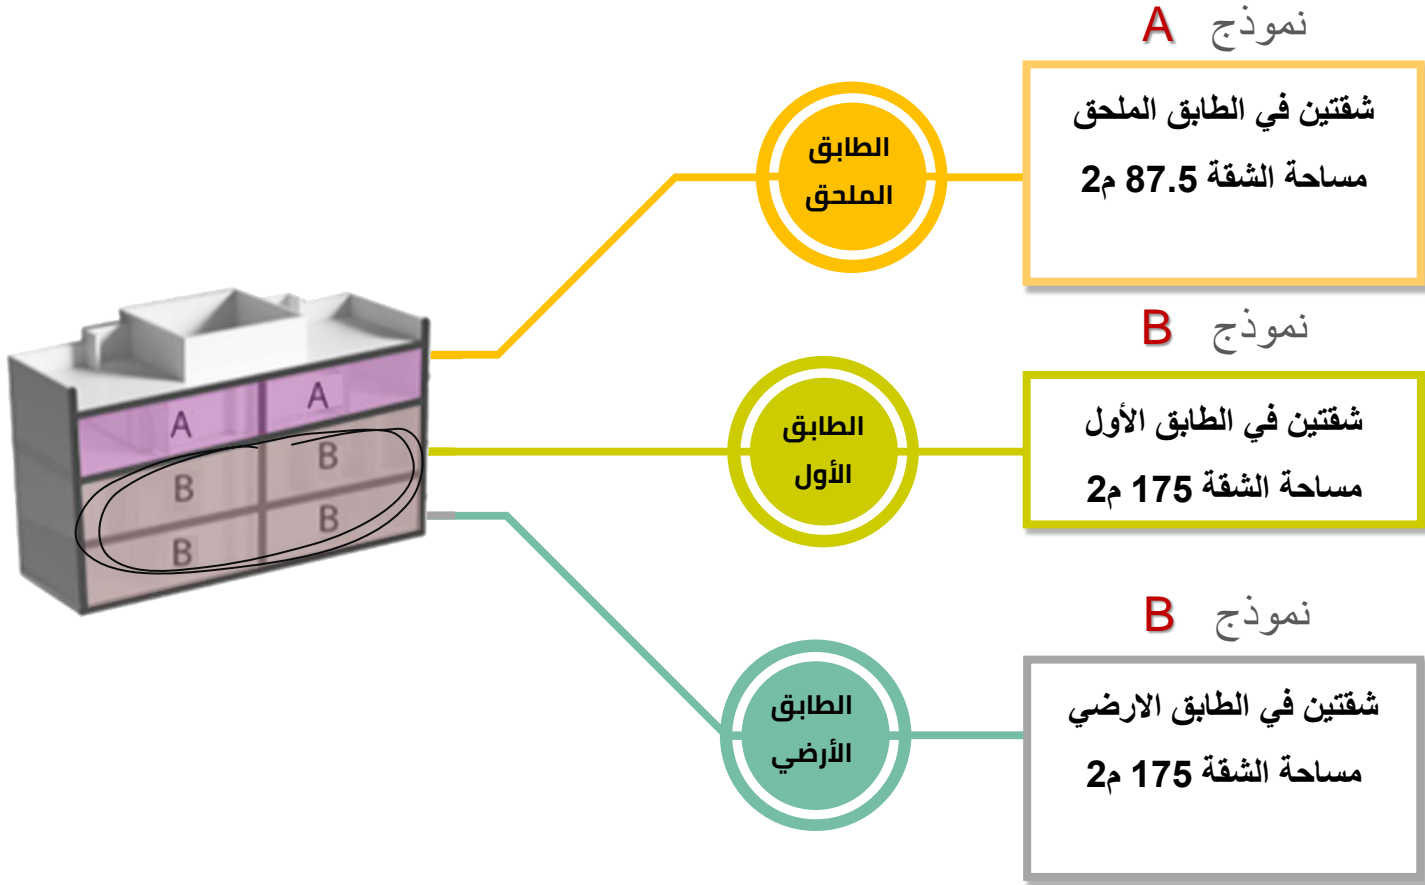 نموذج A
شقتين في الطابق الملحق
مساحة الشقة 87.5 م2
الطابق
الملحق
نموذج B
شقتين في الطابق الأول
مساحة الشقة 175 م2
الطابق
الأول
نموذج B
شقتين في الطابق الارضي
مساحة الشقة 175 م2
الطابق
الأرضي
A
A
B
B
B
B